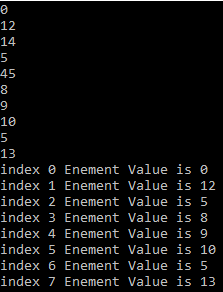 0
12
14
5
45
8
9
10
5
13
index 0 Enement Value is 0
index 1 Enement Value is 12
index 2 Enement Value is 5
index 3 Enement Value is 8
index 4 Enement Value is 9
index 5 Enement Value is 10
index 6 Enement Value is 5
index 7 Enement Value is 13